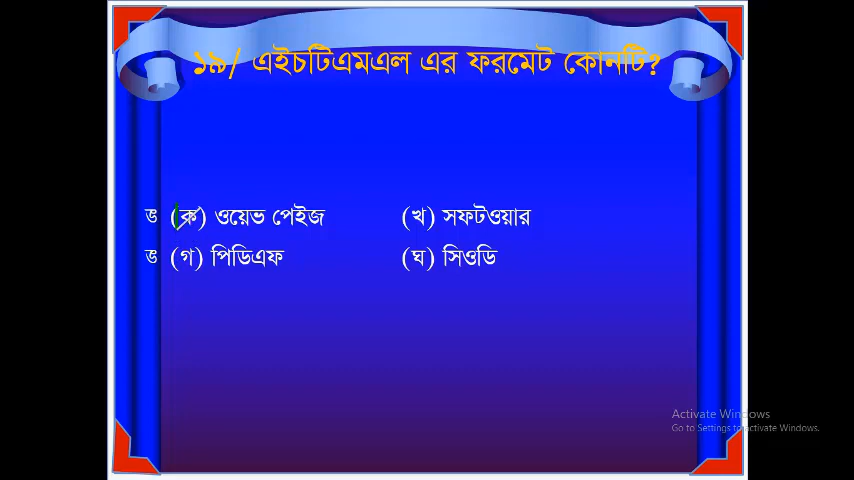 ১৯/ এইচটিএমএল এর ফরমেট কোনটি?
ঙ (ক) ওয়েভ পেইজ (খ) সফটওয়ার
ঙ (গ) পিডিএফ (ঘ) সিওডি
Activate Windows
Go to Settings to activate Windows.